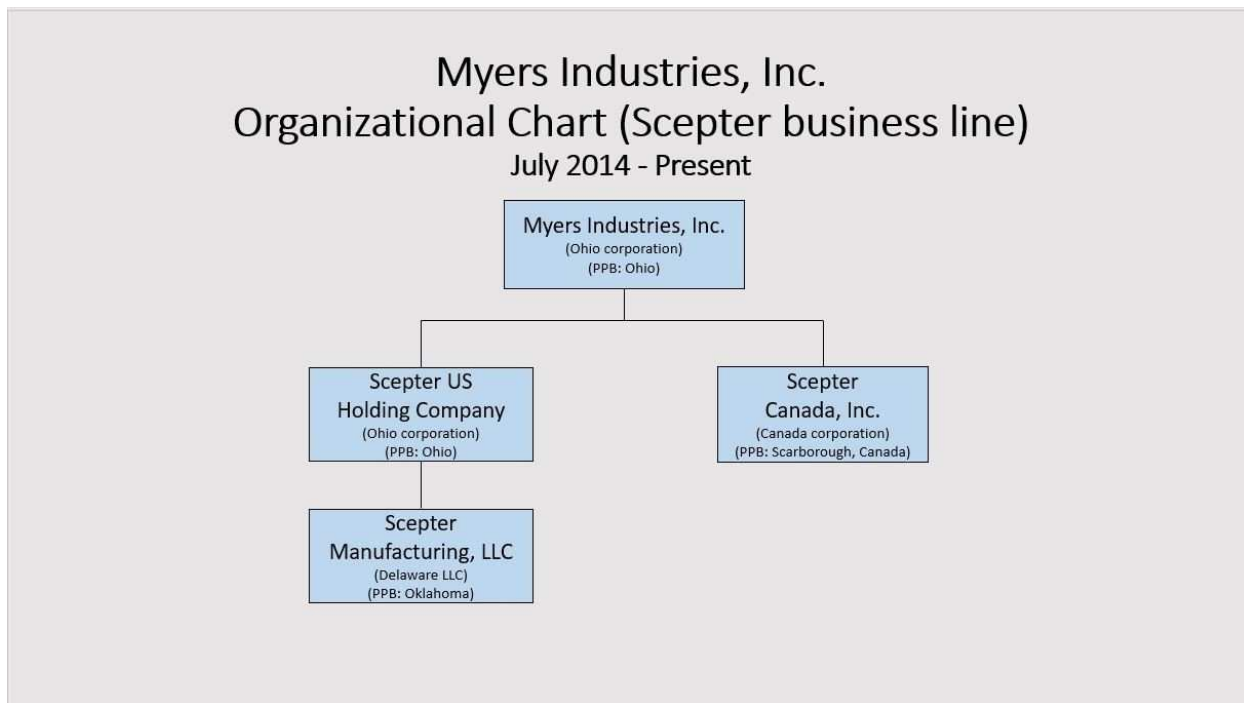 Myers Industries, Inc.
Organizational Chart (Scepter business line)
July 2014 - Present
Myers Industries, Inc.
(Ohio corporation)
(PPB: Ohio)
Scepter US
Holding Company
(Ohio corporation)
(PPB: Ohio)
Scepter
Canada, Inc.
(Canada corporation)
(PPB: Scarborough, Canada)
Scepter
Manufacturing, LLC
(Delaware LLC)
(PPB: Oklahoma)